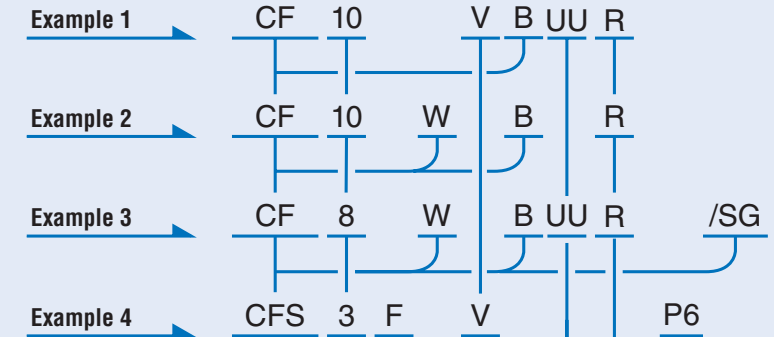 Example 1 CF 10 V B UU R
Example 2 CF 10 W B R
Example 3 CF 8 W B UU R /SG
Example 4 CFS 3 F V P6